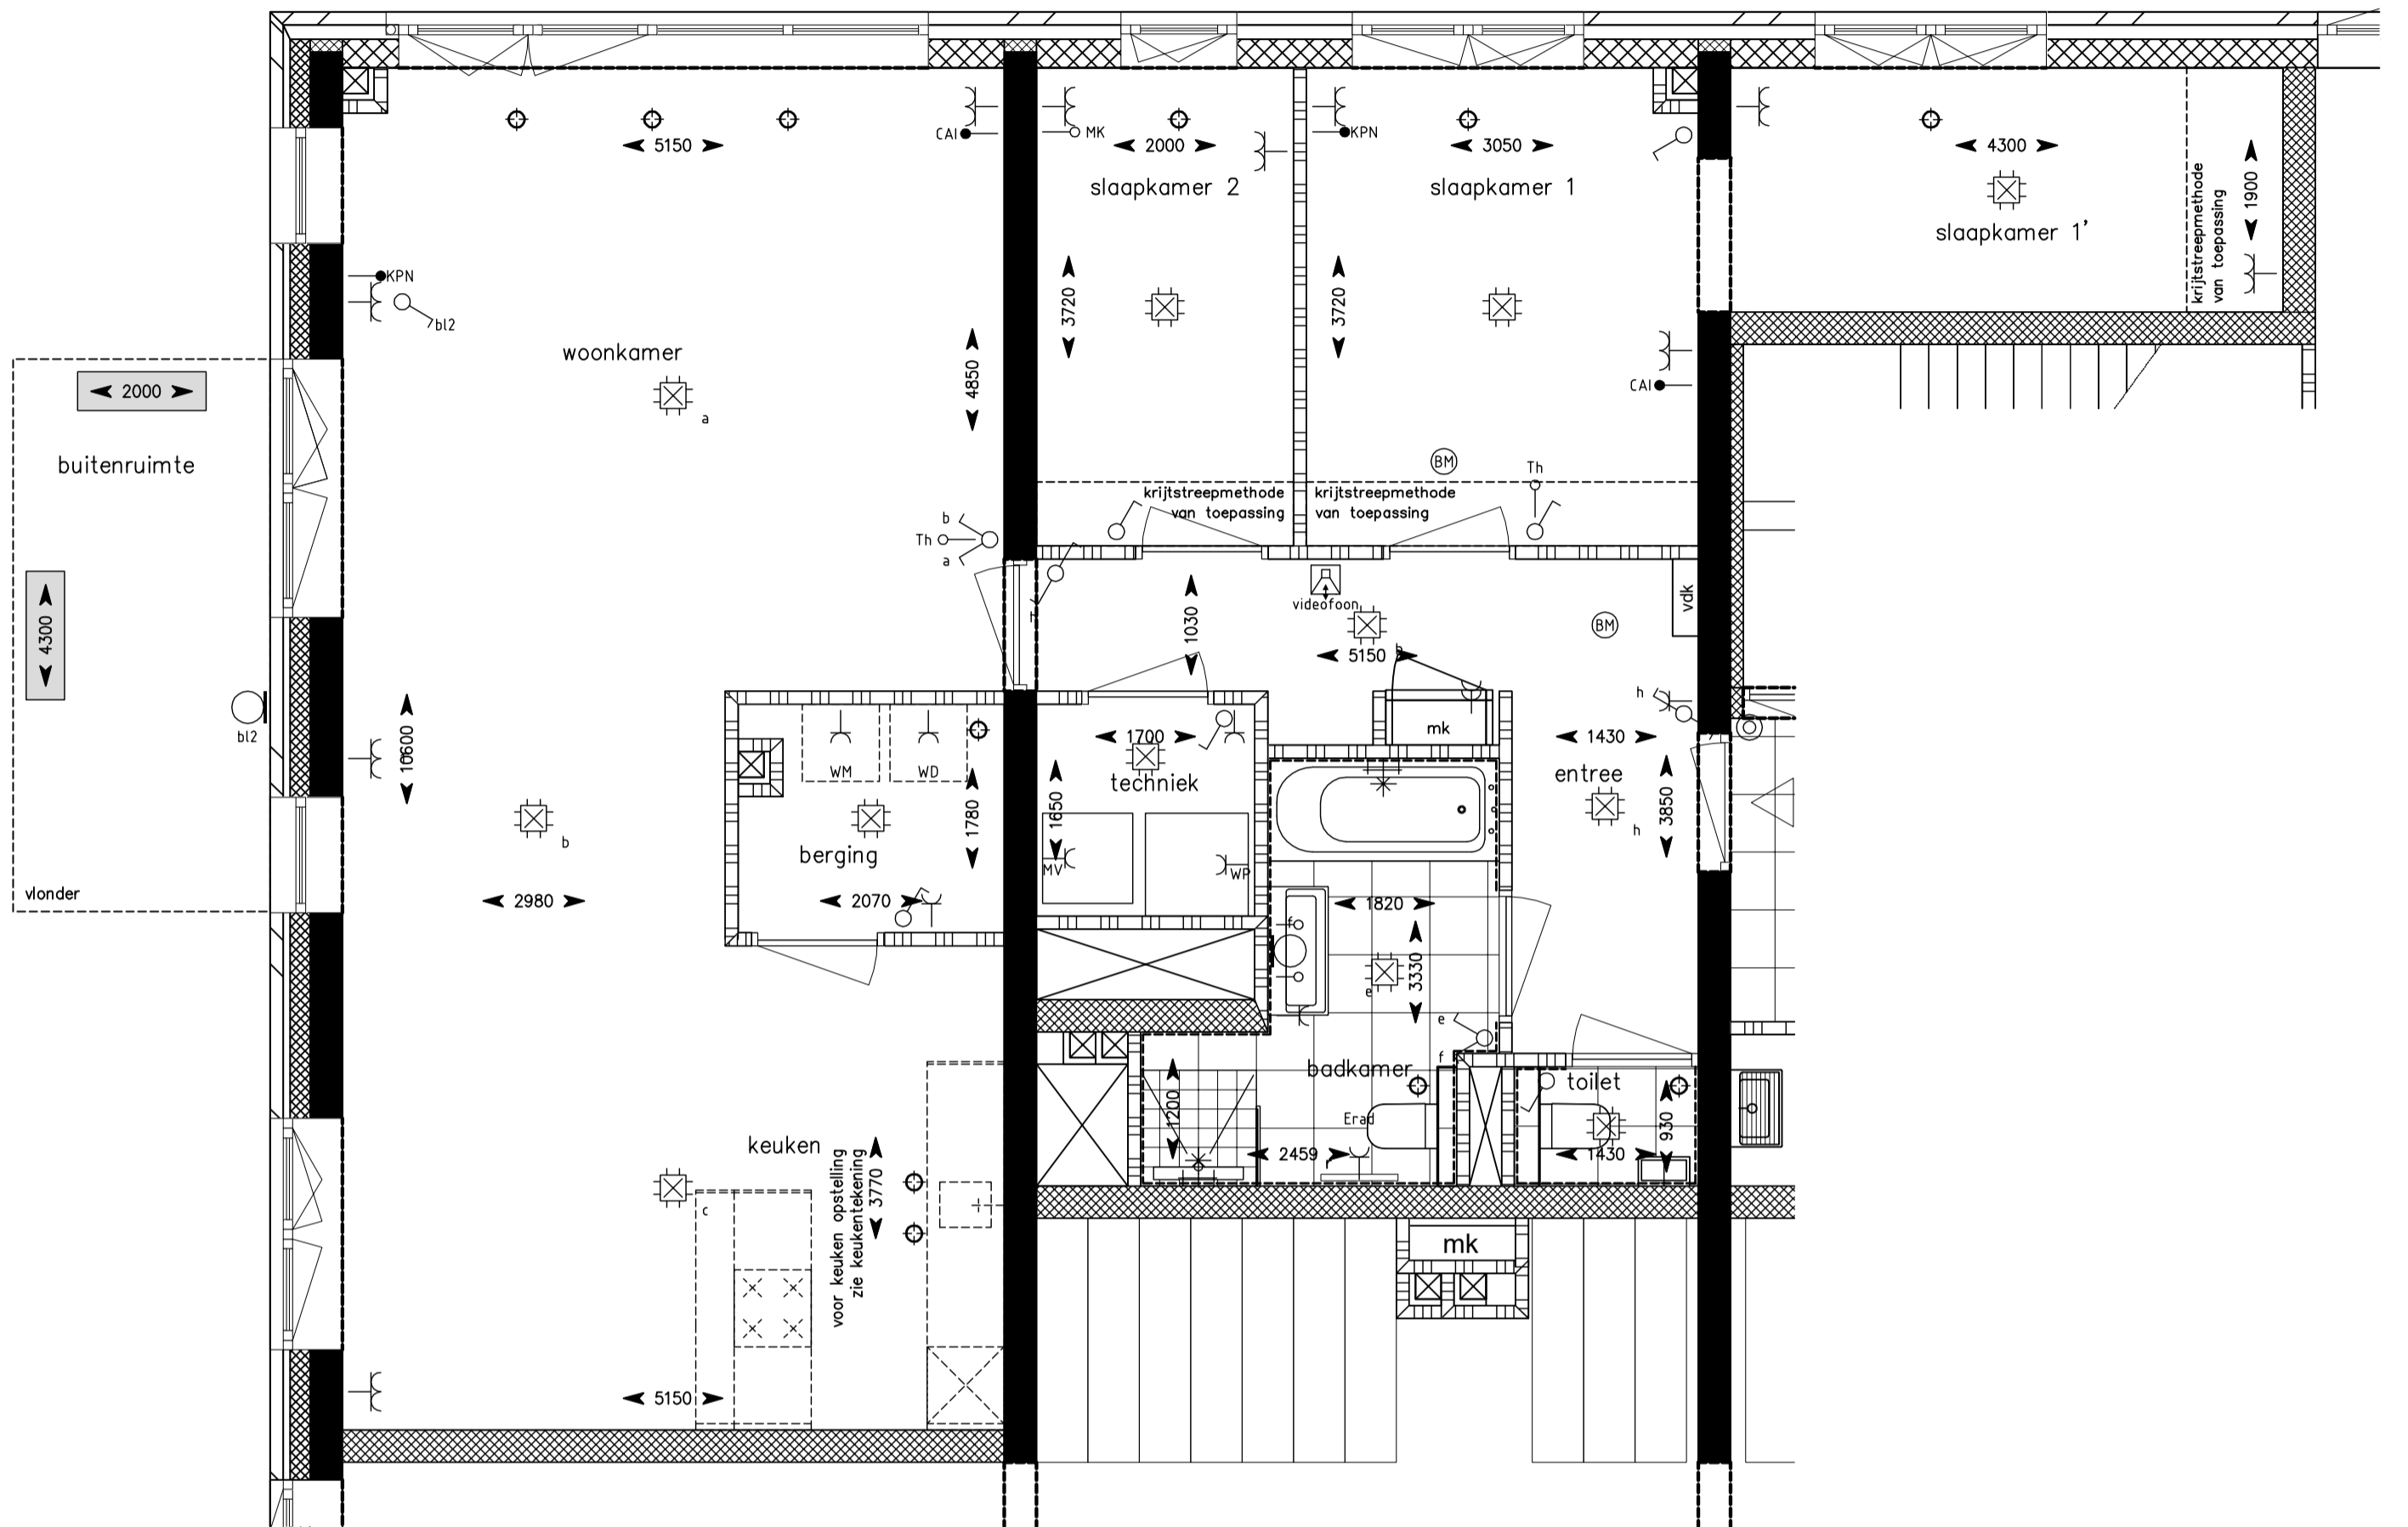 5150
CAI
MK
2000
KPN
3050
4300
slaapkamer 2
slaapkamer 1
slaapkamer 1'
krijtstreepmethode
van toepassing
1900
KPN
bl2
3720
3720
woonkamer
4850
a
CAI
2000
buitenruimte
BM
Th
krijtstreepmethode
van toepassing
krijtstreepmethode
van toepassing
b
Th
a
4300
h
1030
videofoon
BM
vdk
5150
h
h
bl2
10600
WM
WD
1780
1700
techniek
1650
mk
1430
entree
3850
h
b
berging
MV
WP
vlonder
2980
2070
1820
f
3330
e
e
f
badkamer
toilet
1200
Erad
930
keuken
voor keuken opstelling
zie keukentekening
3770
2459
1430
c
mk
5150